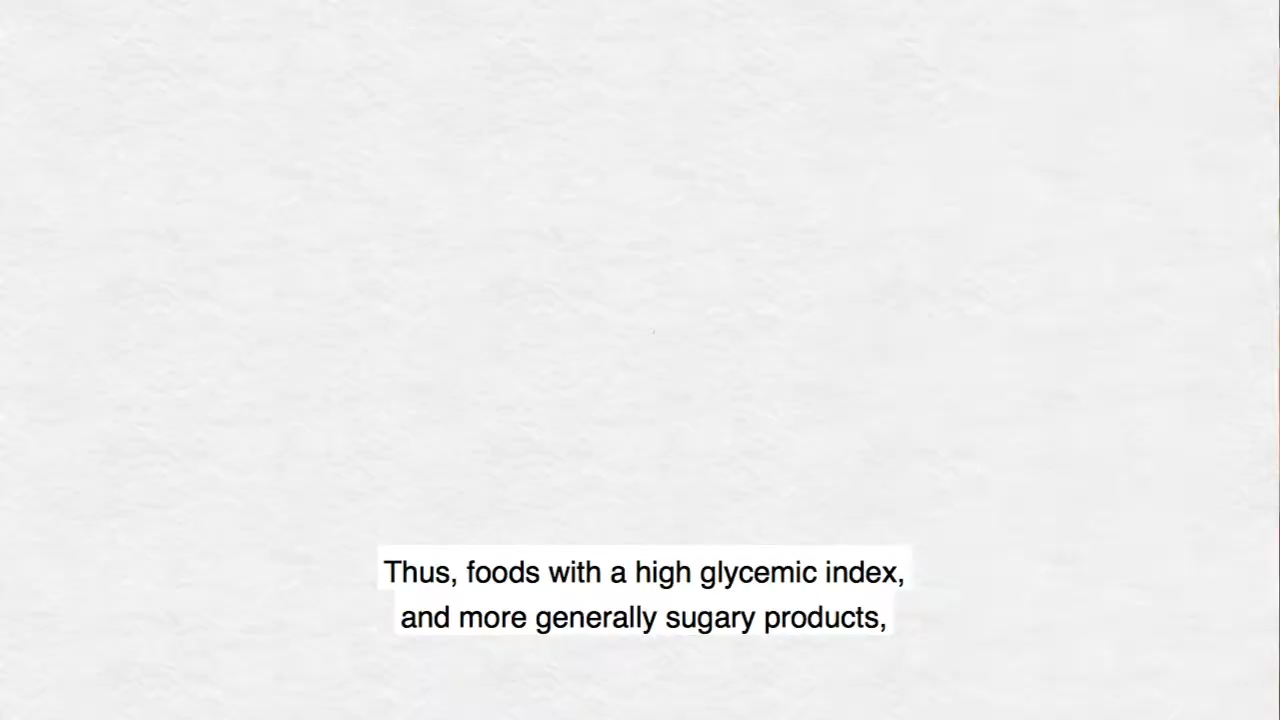 Thus, foods with a high glycemic index,
and more generally sugary products,